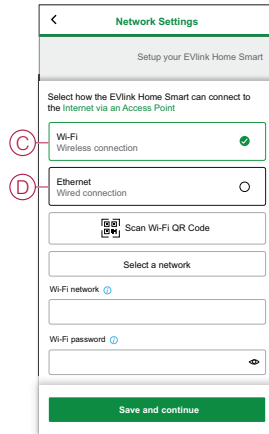 Network Settings
Setup your EVlink Home Smart
Select how the EVlink Home Smart can connect to
the Internet via an Access Point
C
Wi-Fi
Wireless connection
D
Ethernet
Wired connection
Scan Wi-Fi QR Code
Select a network
Wi-Fi network
Wi-Fi password
Save and continue